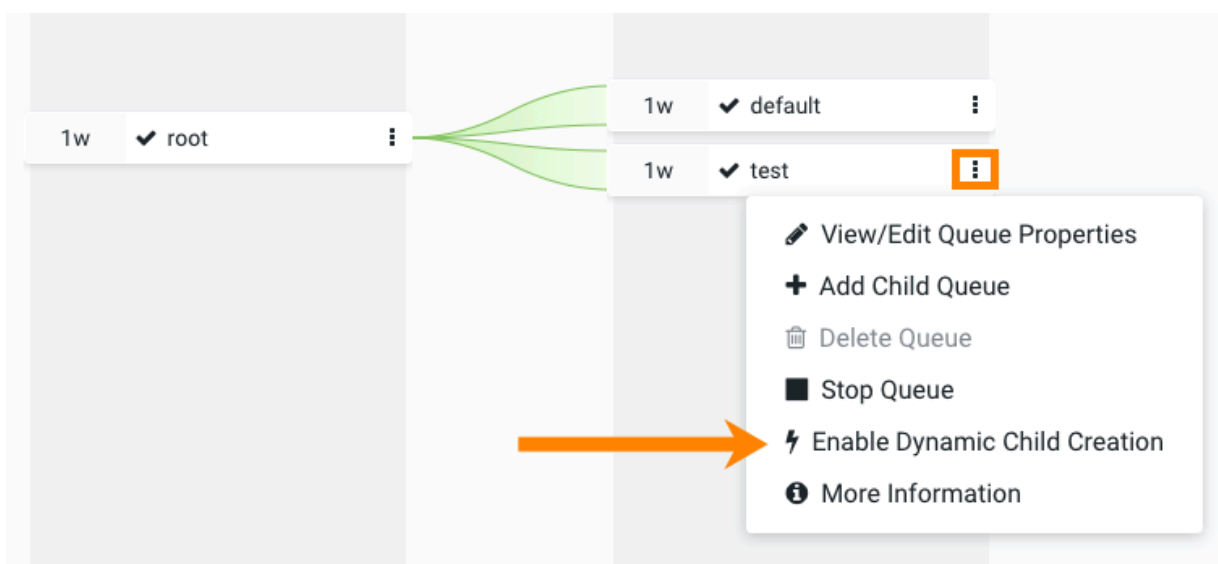 1w default
1w root
1w test
View/Edit Queue Properties
Add Child Queue
Delete Queue
Stop Queue
Enable Dynamic Child Creation
More Information